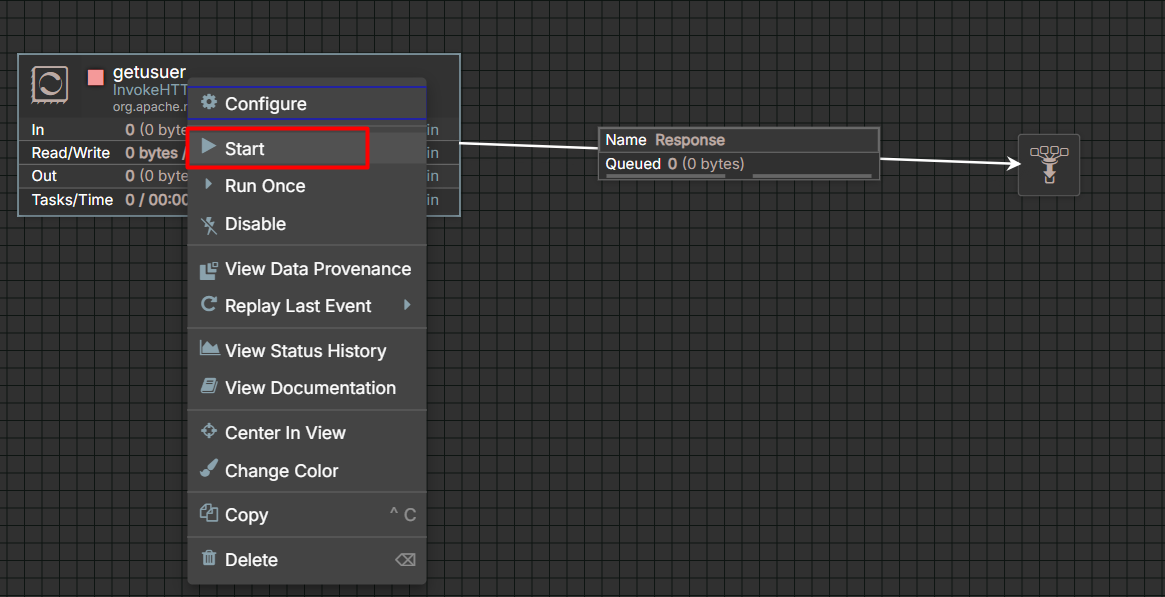 getusuer
InvokeHTT
org.apache.r
In 0 (0 byte in
Read/Write 0 bytes / in
Out 0 (0 byte in
Tasks/Time 0 / 00:00 in
Configure
Start
Run Once
Disable
View Data Provenance
Replay Last Event
View Status History
View Documentation
Center In View
Change Color
Copy ^ C
Delete ⌫
Name Response
Queued 0 (0 bytes)